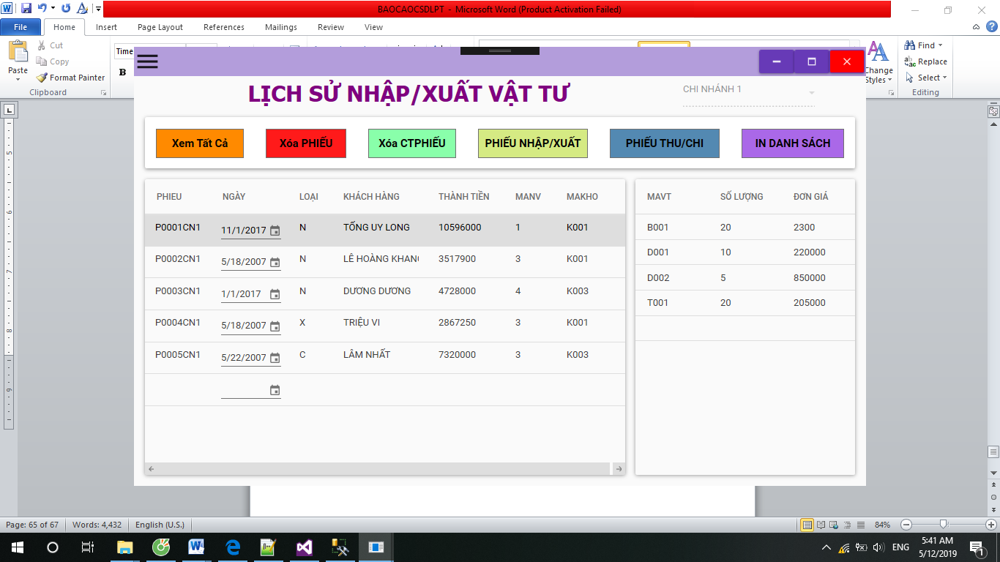 BAOCAOCSDLPT - Microsoft Word (Product Activation Failed)
File Home Insert Page Layout References Mailings Review View
Paste
Cut
Copy
Format Painter
Clipboard
Time
B
Change
Styles
Find
Replace
Select
Editing
LỊCH SỬ NHẬP/XUẤT VẬT TƯ
CHI NHÁNH 1
Xem Tất Cả Xóa PHIẾU Xóa CTPHIẾU PHIẾU NHẬP/XUẤT PHIẾU THU/CHI IN DANH SÁCH
PHIEU NGÀY LOẠI KHÁCH HÀNG THÀNH TIỀN MANV MAKHO
P0001CN1 11/1/2017 N TỐNG UY LONG 10596000 1 K001
P0002CN1 5/18/2007 N LÊ HOÀNG KHANG 3517900 3 K001
P0003CN1 1/1/2017 N DƯƠNG DƯƠNG 4728000 4 K003
P0004CN1 5/18/2007 X TRIỆU VI 2867250 3 K001
P0005CN1 5/22/2007 C LÂM NHẤT 7320000 3 K003
MAVT SỐ LƯỢNG ĐƠN GIÁ
B001 20 2300
D001 10 220000
D002 5 850000
T001 20 205000
Page: 65 of 67 Words: 4,432 English (U.S.) 84%
ENG
5:41 AM
5/12/2019
1